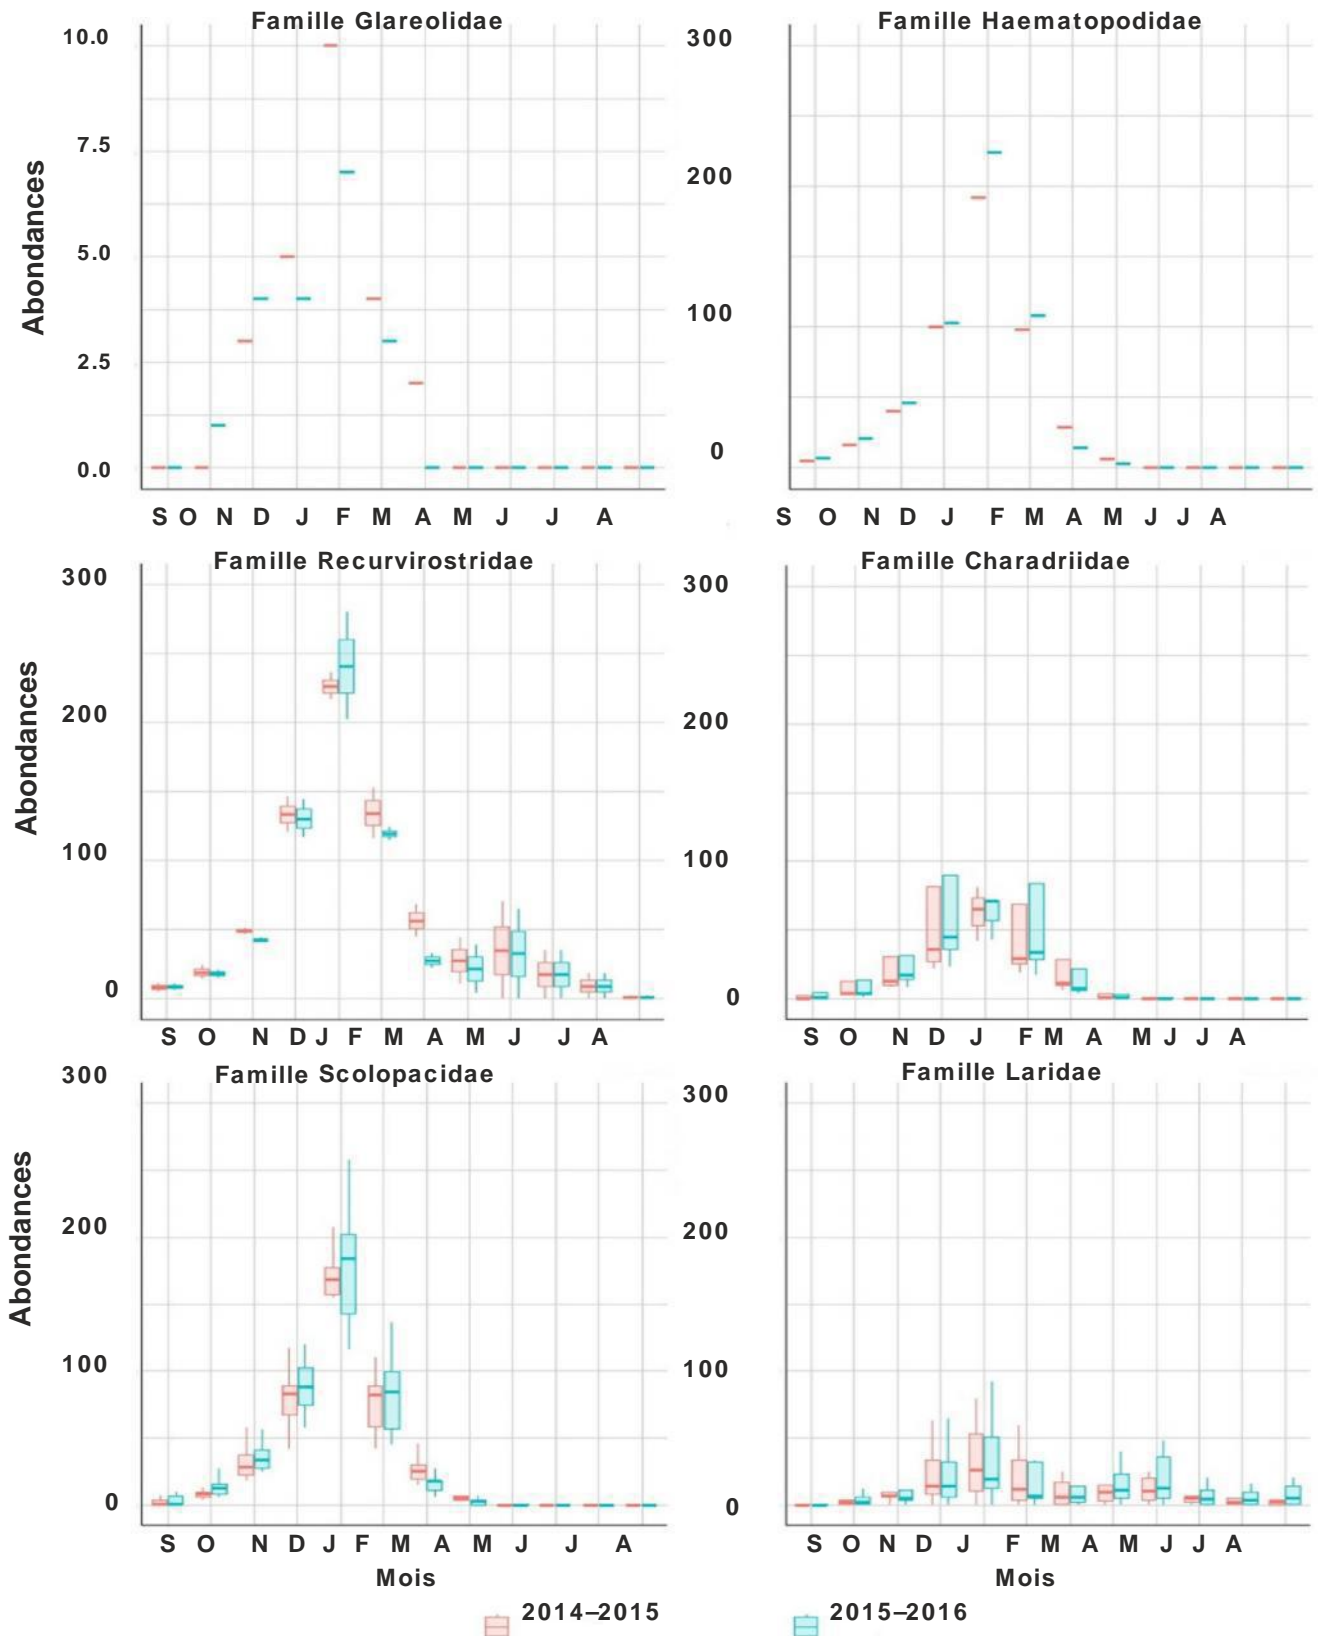 Famille Glareolidae
10.0
7.5
5.0
2.5
0.0
Abondances
S O N D J F M A M J J A
Famille Haematopodidae
300
200
100
0
S O N D J F M A M J J A
Famille Recurvirostridae
300
200
100
0
Abondances
S O N D J F M A M J J A
Famille Charadriidae
300
200
100
0
S O N D J F M A M J J A
Famille Scolopacidae
300
200
100
0
Abondances
S O N D J F M A M J J A
Mois
Famille Laridae
300
200
100
0
S O N D J F M A M J J A
Mois
2014–2015
2015–2016